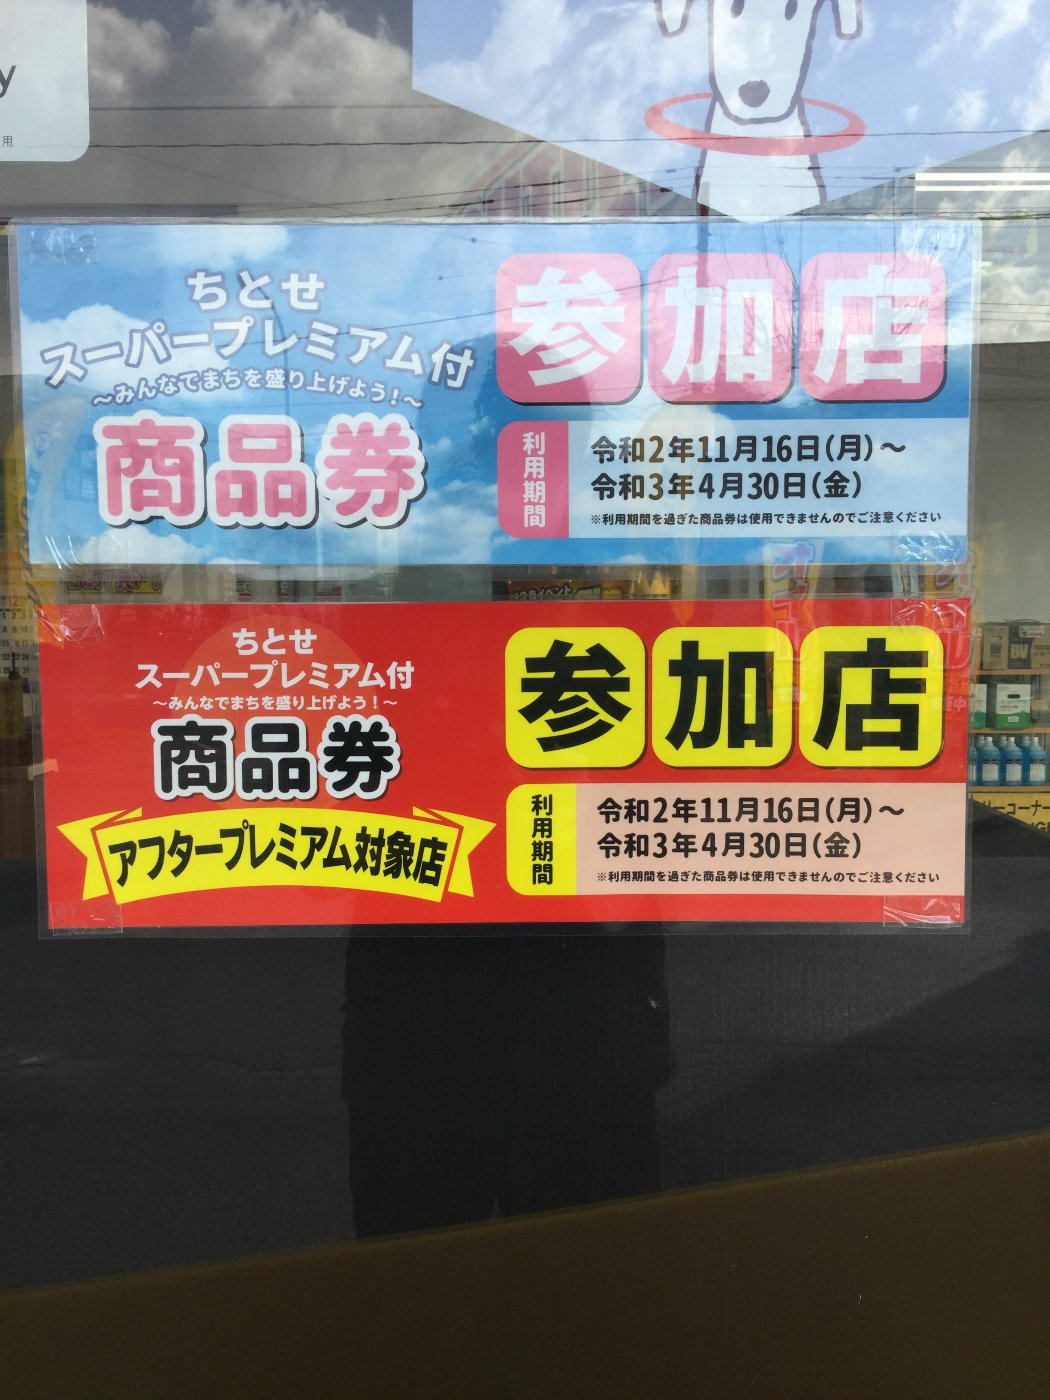 y
用
ちとせ
スーパープレミアム付
～みんなでまちを盛り上げよう！～
商品券
参加店
利用期間
令和2年11月16日(月)～
令和3年4月30日(金)
※利用期間を過ぎた商品券は使用できませんのでご注意ください
ちとせ
スーパープレミアム付
～みんなでまちを盛り上げよう！～
商品券
アフタープレミアム対象店
参加店
利用期間
令和2年11月16日(月)～
令和3年4月30日(金)
※利用期間を過ぎた商品券は使用できませんのでご注意ください